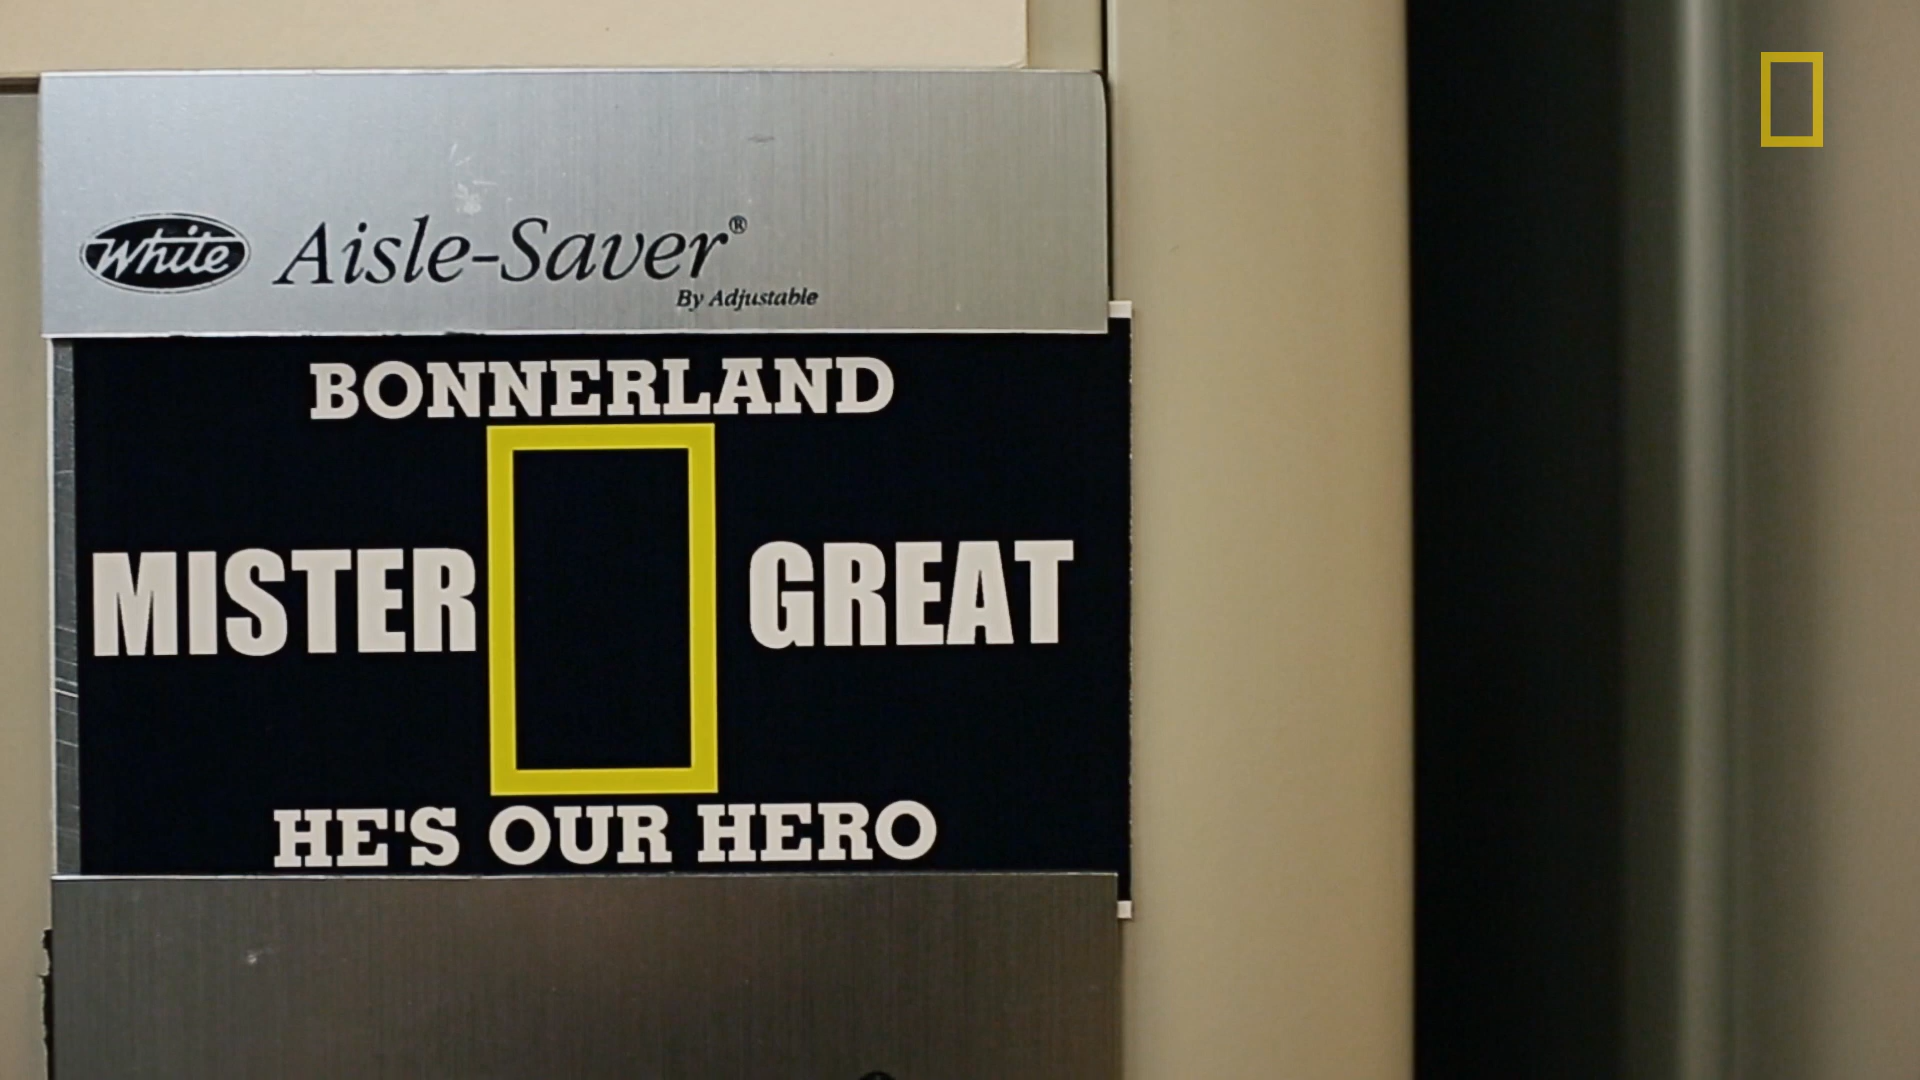 White Aisle-Saver®
By Adjustable
BONNERLAND
MISTER GREAT
HE'S OUR HERO